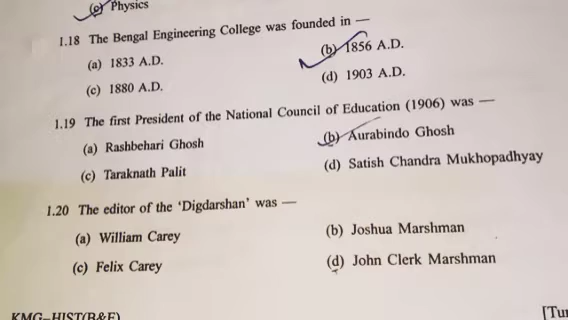 (c) Physics
1.18 The Bengal Engineering College was founded in —
(a) 1833 A.D. (b) 1856 A.D.
(c) 1880 A.D. (d) 1903 A.D.
1.19 The first President of the National Council of Education (1906) was —
(a) Rashbehari Ghosh (b) Aurabindo Ghosh
(c) Taraknath Palit (d) Satish Chandra Mukhopadhyay
1.20 The editor of the ‘Digdarshan’ was —
(a) William Carey (b) Joshua Marshman
(c) Felix Carey (d) John Clerk Marshman
KMG-HIST(B&E) [Tur